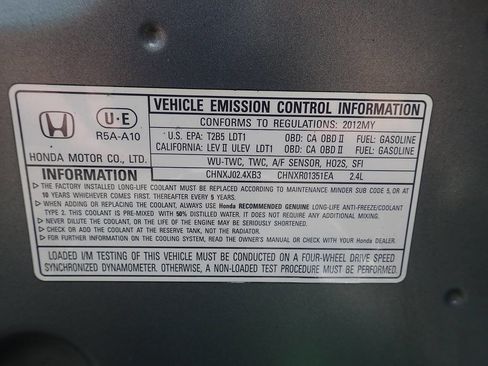 U·E
R5A-A10
HONDA MOTOR CO., LTD.
VEHICLE EMISSION CONTROL INFORMATION
CONFORMS TO REGULATIONS: 2012MY
U.S. EPA: T2B5 LDT1 OBD: CA OBD II FUEL: GASOLINE
CALIFORNIA: LEV II ULEV LDT1 OBD: CA OBD II FUEL: GASOLINE
WU-TWC, TWC, A/F SENSOR, HO2S, SFI
CHNXJ02.4XB3 CHNXR01351EA 2.4L
INFORMATION
THE FACTORY INSTALLED LONG-LIFE COOLANT MUST BE REPLACED ACCORDING TO MAINTENANCE MINDER SUB CODE 5, OR AT
10 YEARS WHICHEVER COMES FIRST. THEREAFTER EVERY 5 YEARS.
WHEN ADDING OR REPLACING THE COOLANT, ALWAYS USE Honda RECOMMENDED GENUINE LONG-LIFE ANTI-FREEZE/COOLANT
TYPE 2. THIS COOLANT IS PRE-MIXED WITH 50% DISTILLED WATER. IT DOES NOT REQUIRE ANY ADDITIONAL MIXING.
NEVER DILUTE THE COOLANT, OR THE LIFE OF THE ENGINE MAY BE SERIOUSLY SHORTENED.
CHECK OR ADD THE COOLANT AT THE RESERVE TANK, NOT THE RADIATOR.
FOR FURTHER INFORMATION ON THE COOLING SYSTEM, READ THE OWNER'S MANUAL OR CHECK WITH THE YOUR Honda DEALER.
LOADED I/M TESTING OF THIS VEHICLE MUST BE CONDUCTED ON A FOUR-WHEEL DRIVE SPEED
SYNCHRONIZED DYNAMOMETER. OTHERWISE, A NON-LOADED TEST PROCEDURE MUST BE PERFORMED.